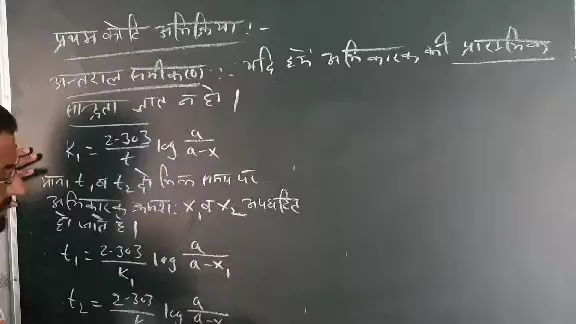 प्रथम कोटि अभिक्रिया :-
अन्तराल समीकरण :- यदि हमें अभिकारक की प्रारम्भिक
सान्द्रता ज्ञात न हो।
K₁ = 2.303/t log a/a-x
माना t₁ व t₂ दो भिन्न समय पर
अभिकारक क्रमशः x₁ व x₂ अपघटित
हो जाते है।
t₁ = 2.303/K₁ log a/a-x₁
t₂ = 2.303/K log a/a-x